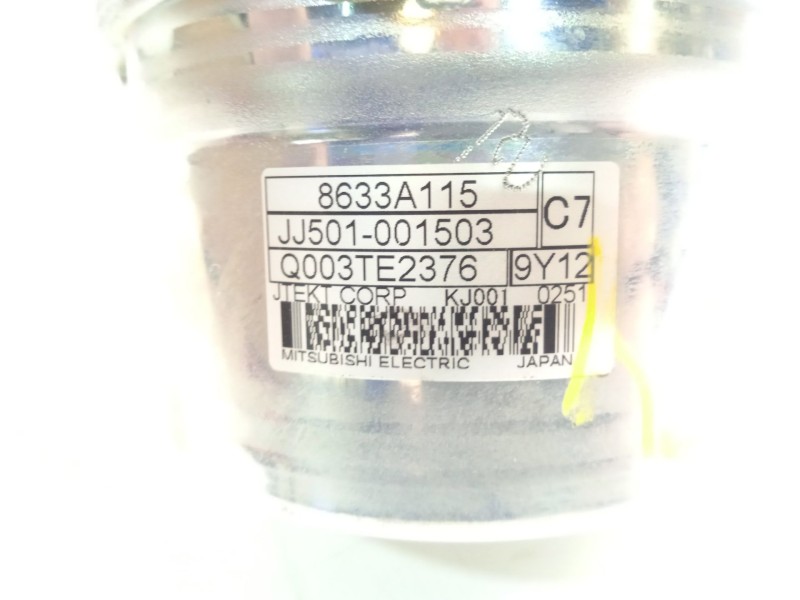 8633A115
C7
JJ501-001503
Q003TE2376 9Y12
JTEKT CORP KJ001 0251
MITSUBISHI ELECTRIC JAPAN